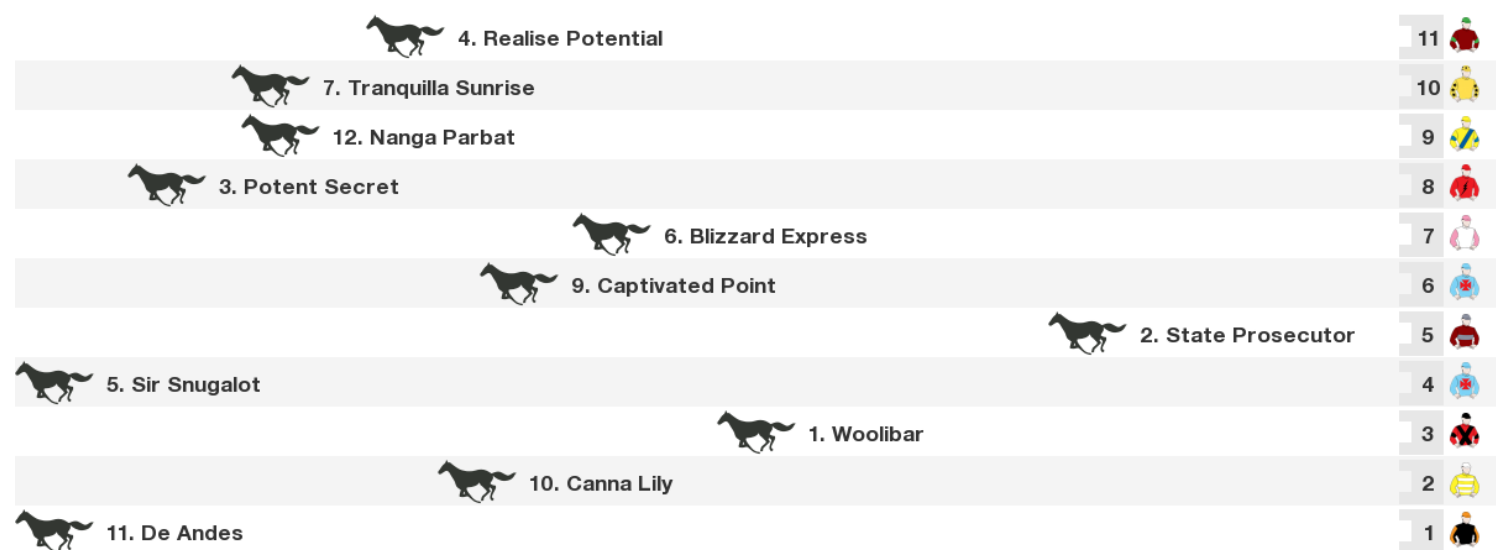 4. Realise Potential 11
7. Tranquilla Sunrise 10
12. Nanga Parbat 9
3. Potent Secret 8
6. Blizzard Express 7
9. Captivated Point 6
2. State Prosecutor 5
5. Sir Snugalot 4
1. Woolibar 3
10. Canna Lily 2
11. De Andes 1